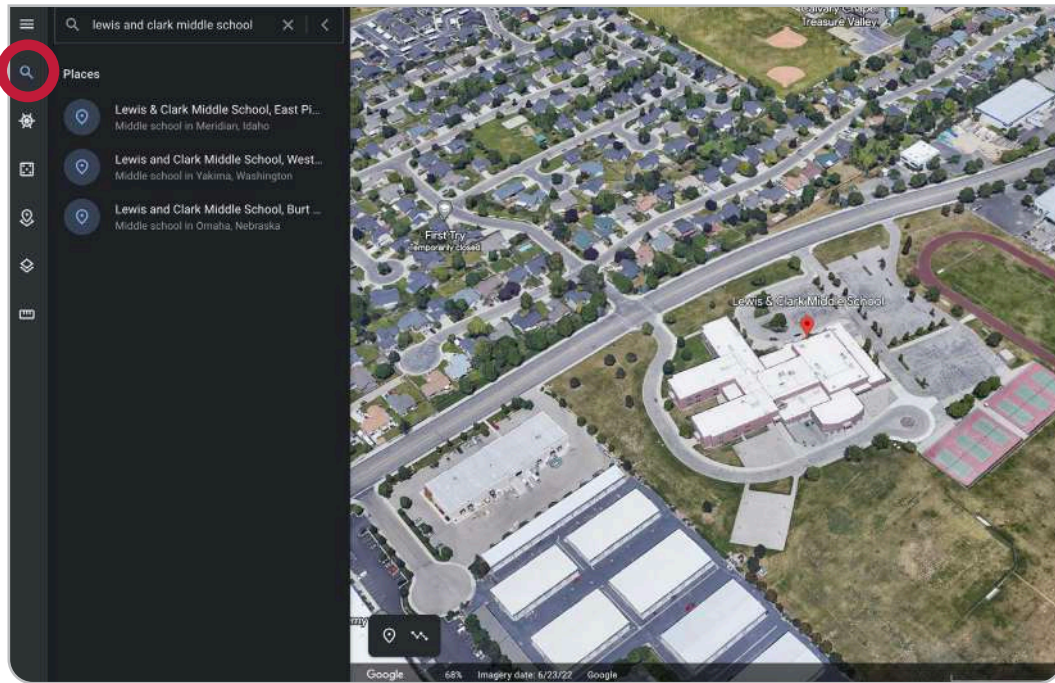 lewis and clark middle school
Places
Lewis & Clark Middle School, East Pi...
Middle school in Meridian, Idaho
Lewis and Clark Middle School, West...
Middle school in Yakima, Washington
Lewis and Clark Middle School, Burt ...
Middle school in Omaha, Nebraska
Calvary Chapel
Treasure Valley
First Try
Temporarily closed
Lewis & Clark Middle School
Google
68%
Imagery date: 6/23/22
Google